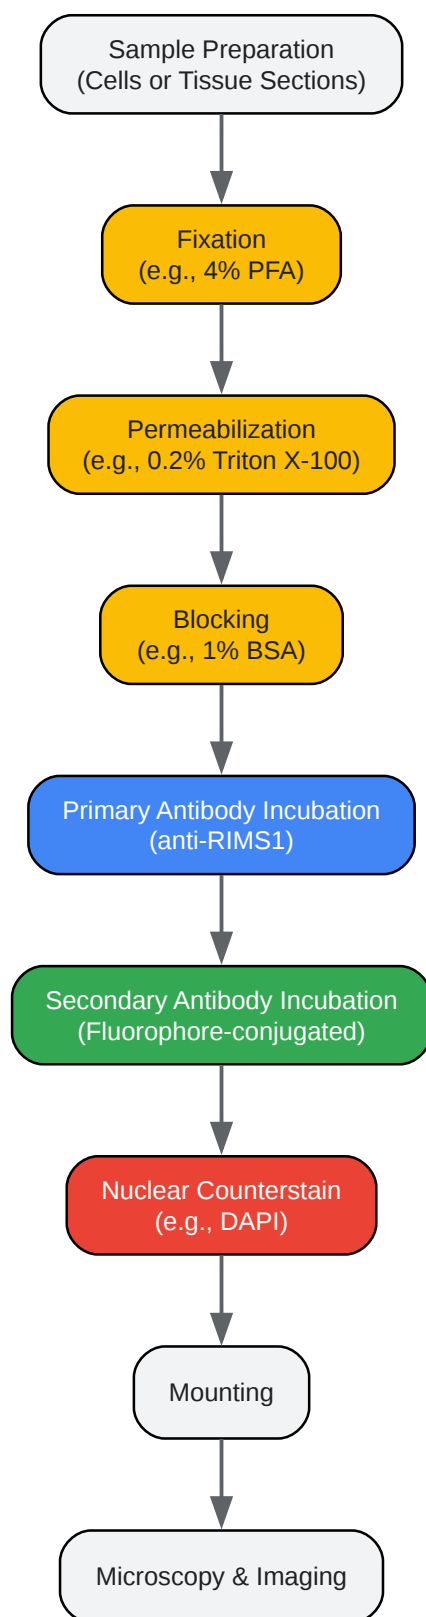 Sample Preparation
(Cells or Tissue Sections)
Fixation
(e.g., 4% PFA)
Permeabilization
(e.g., 0.2% Triton X-100)
Blocking
(e.g., 1% BSA)
Primary Antibody Incubation
(anti-RIMS1)
Secondary Antibody Incubation
(Fluorophore-conjugated)
Nuclear Counterstain
(e.g., DAPI)
Mounting
Microscopy & Imaging